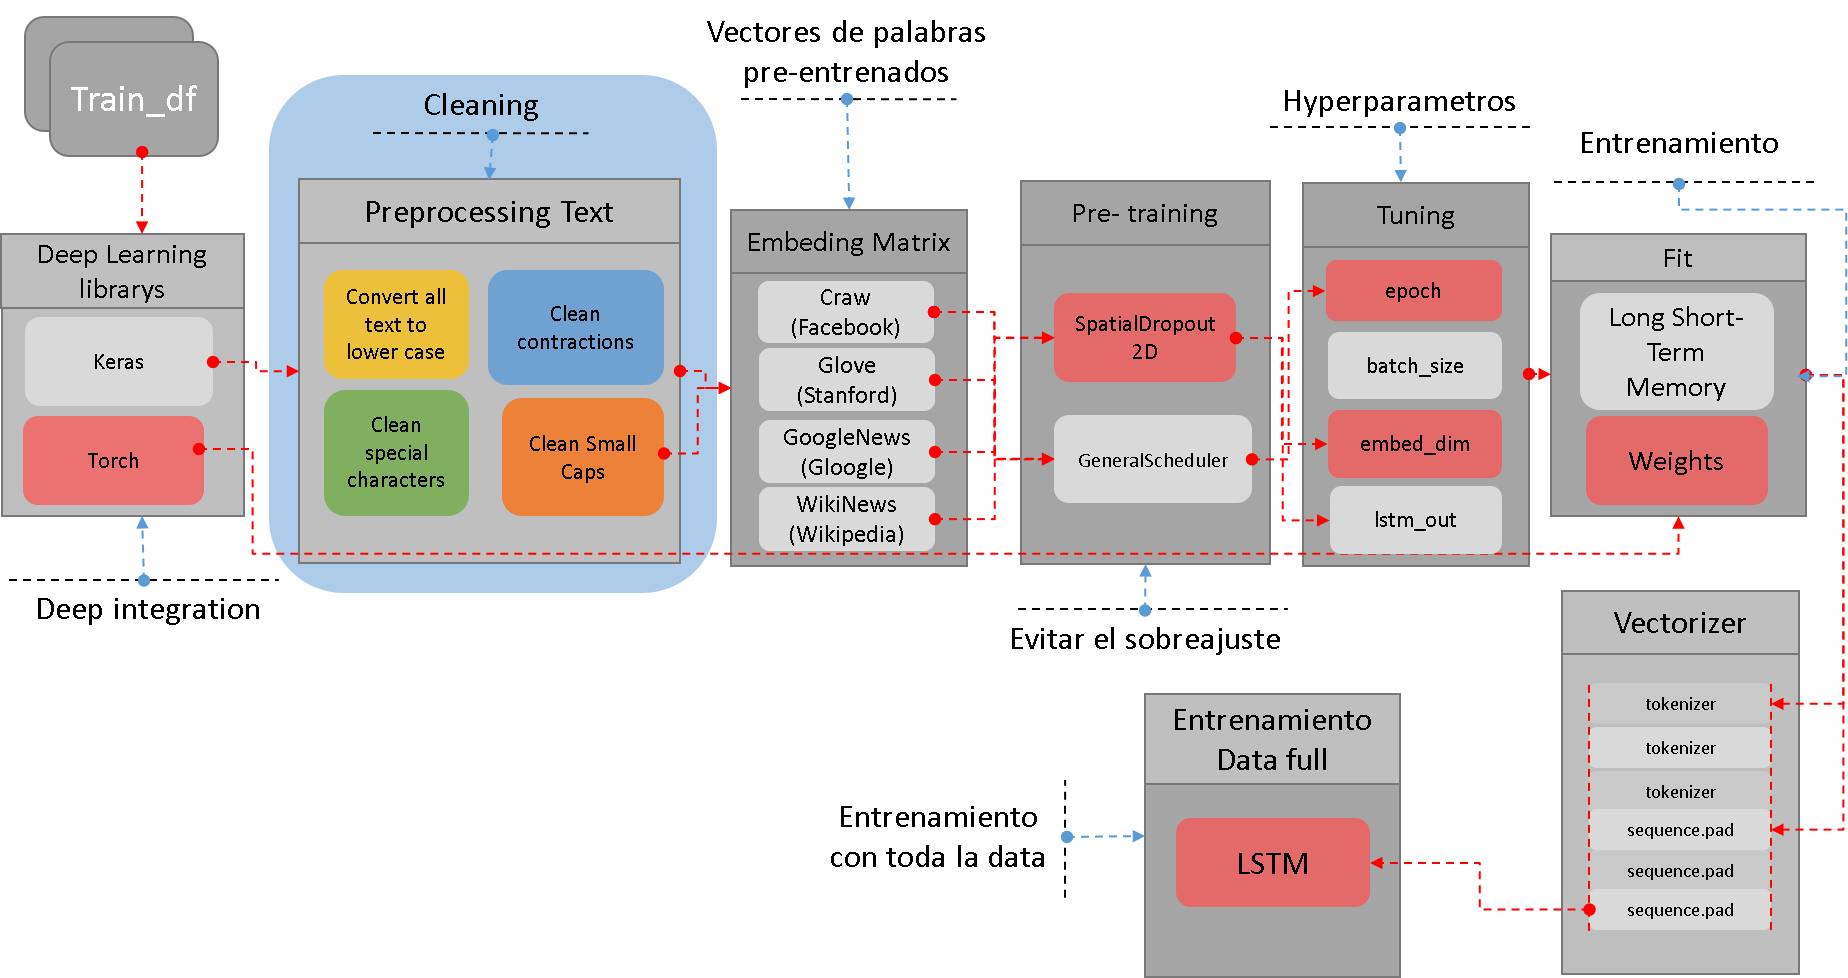 Train_df
Deep Learning
librarys
Keras
Torch
Deep integration
Cleaning
Preprocessing Text
Convert all
text to
lower case
Clean
contractions
Clean
special
characters
Clean Small
Caps
Vectores de palabras
pre-entrenados
Embeding Matrix
Craw
(Facebook)
Glove
(Stanford)
GoogleNews
(Gloogle)
WikiNews
(Wikipedia)
Pre- training
SpatialDropout
2D
GeneralScheduler
Evitar el sobreajuste
Hyperparametros
Tuning
epoch
batch_size
embed_dim
lstm_out
Entrenamiento
Fit
Long Short-
Term
Memory
Weights
Vectorizer
tokenizer
tokenizer
tokenizer
sequence.pad
sequence.pad
sequence.pad
Entrenamiento
Data full
LSTM
Entrenamiento
con toda la data